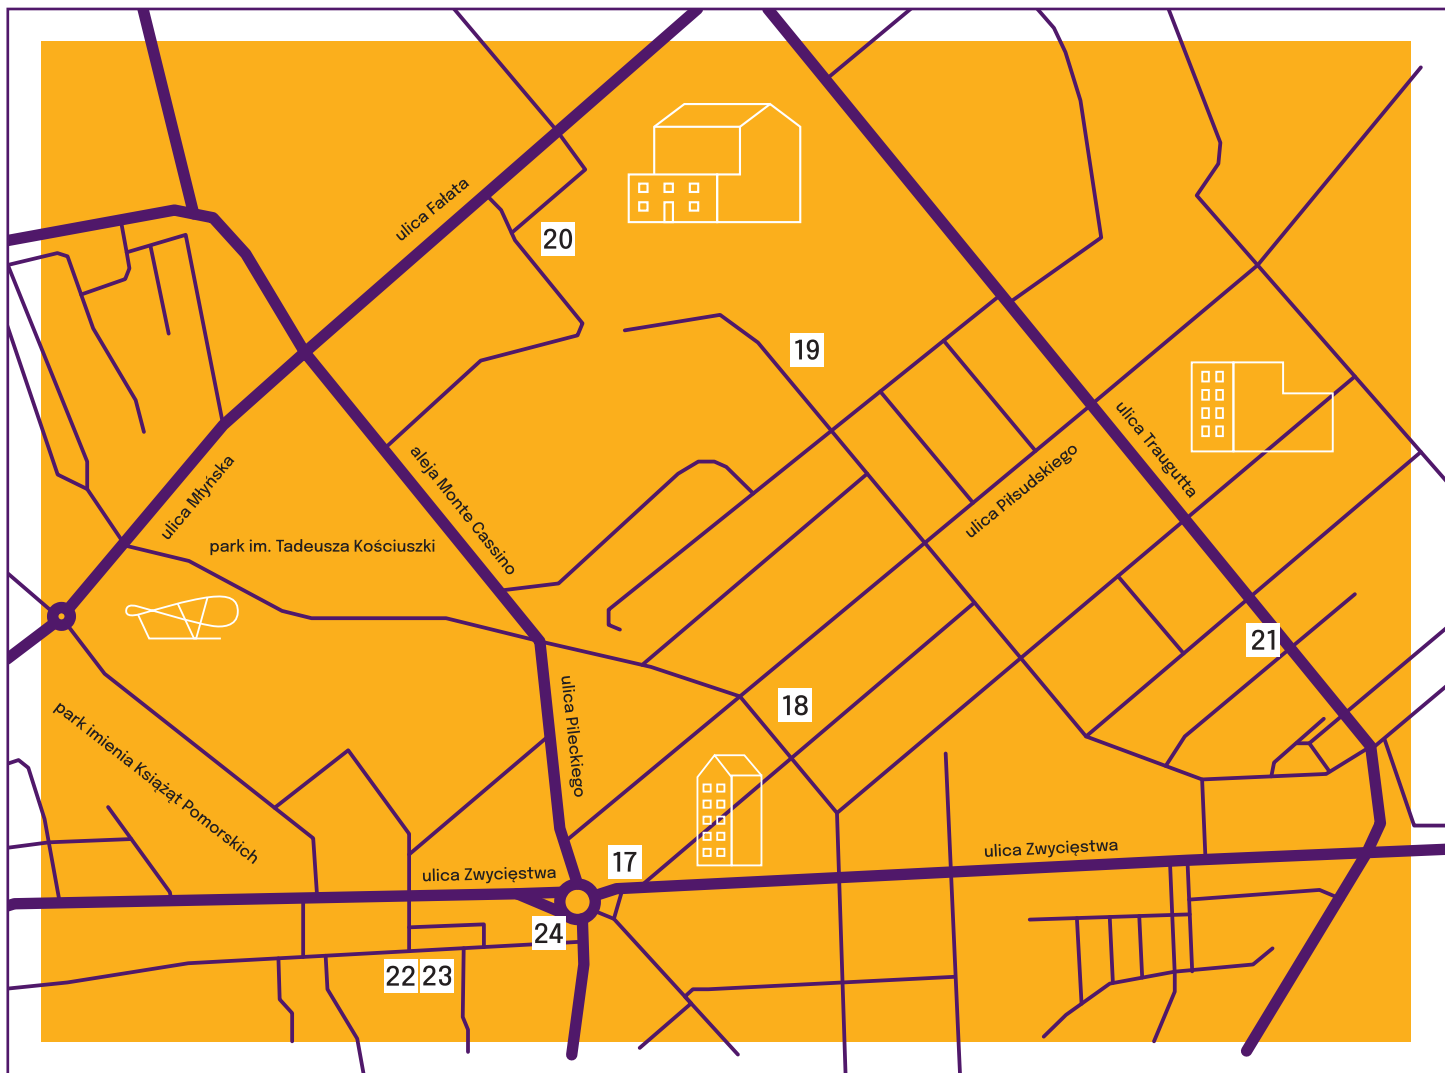 ulica Fałata
20
19
ulica Traugutta
aleja Monte Cassino
ulica Piłsudskiego
ulica Młyńska
park im. Tadeusza Kościuszki
21
ulica Pileckiego
18
park imienia Książąt Pomorskich
ulica Zwycięstwa
17
ulica Zwycięstwa
24
22
23